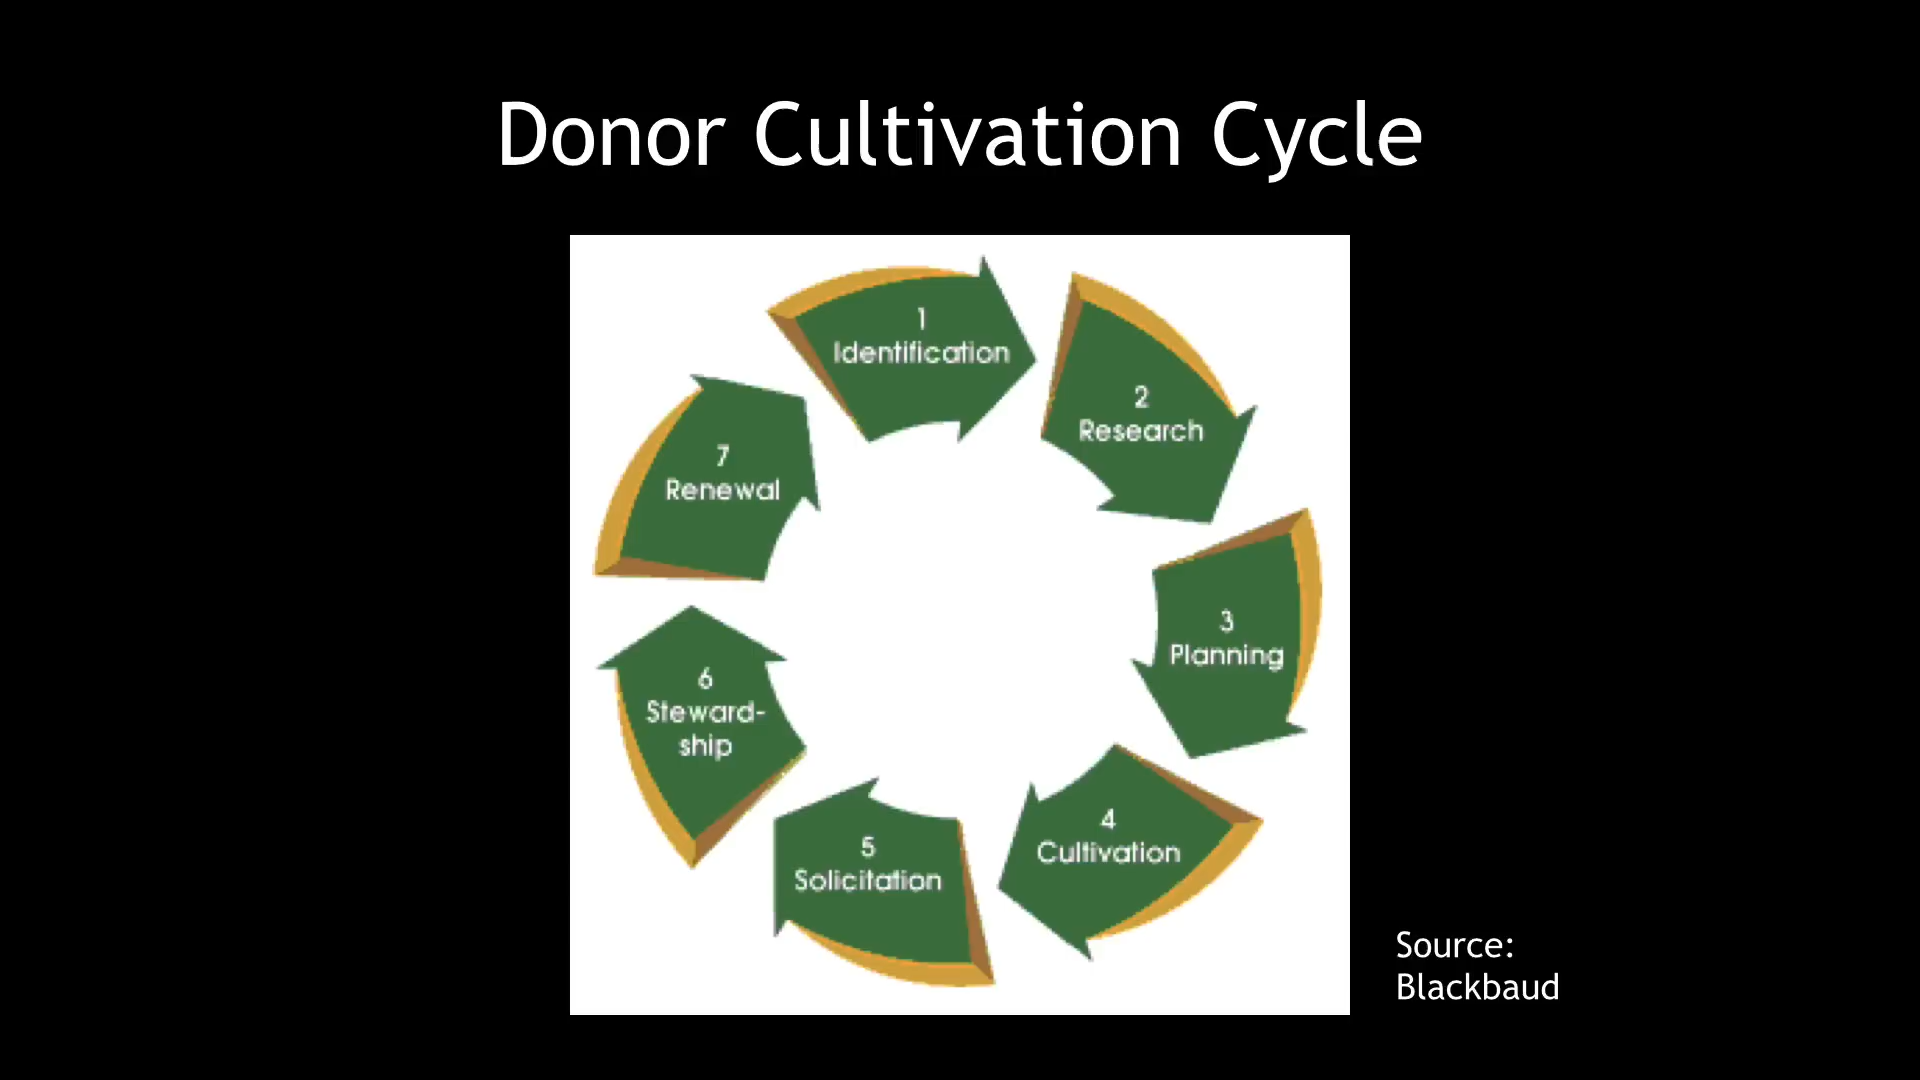 Donor Cultivation Cycle
1
Identification
2
Research
3
Planning
4
Cultivation
5
Solicitation
6
Steward-
ship
7
Renewal
Source:
Blackbaud